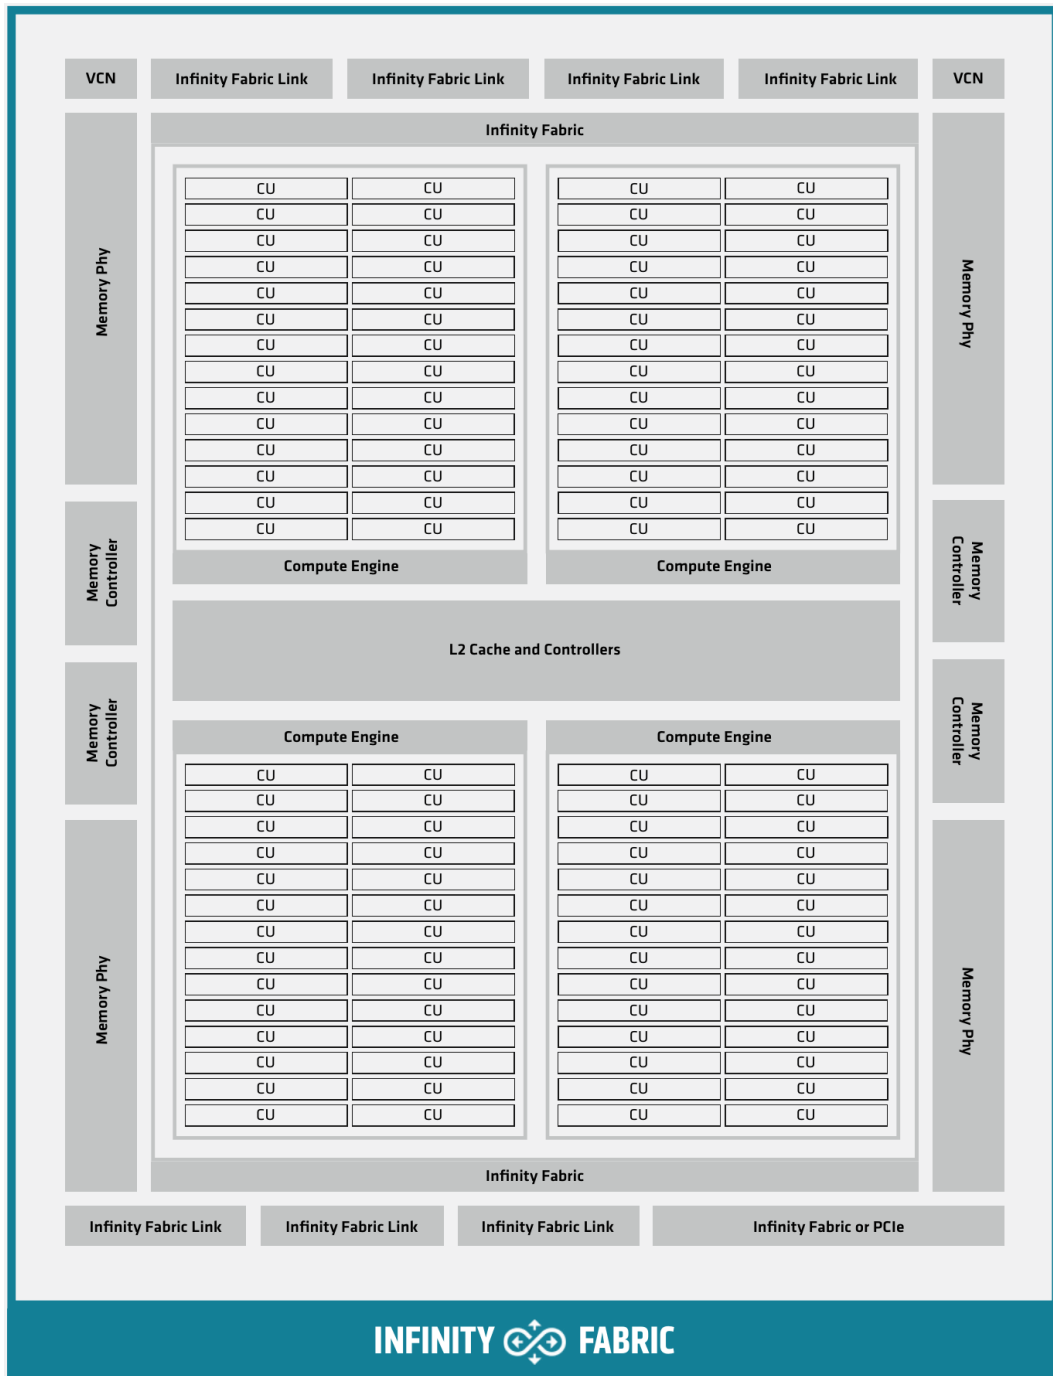 VCN Infinity Fabric Link Infinity Fabric Link Infinity Fabric Link Infinity Fabric Link VCN
Infinity Fabric
Memory Phy
CU CU CU CU
CU CU CU CU
CU CU CU CU
CU CU CU CU
CU CU CU CU
CU CU CU CU
CU CU CU CU
CU CU CU CU
CU CU CU CU
CU CU CU CU
CU CU CU CU
CU CU CU CU
CU CU CU CU
CU CU CU CU
Memory Phy
Compute Engine Compute Engine
Memory
Controller
Memory
Controller
L2 Cache and Controllers
Memory
Controller
Memory
Controller
Compute Engine Compute Engine
Memory Phy
CU CU CU CU
CU CU CU CU
CU CU CU CU
CU CU CU CU
CU CU CU CU
CU CU CU CU
CU CU CU CU
CU CU CU CU
CU CU CU CU
CU CU CU CU
CU CU CU CU
CU CU CU CU
CU CU CU CU
CU CU CU CU
Memory Phy
Infinity Fabric
Infinity Fabric Link Infinity Fabric Link Infinity Fabric Link Infinity Fabric or PCIe
INFINITY FABRIC